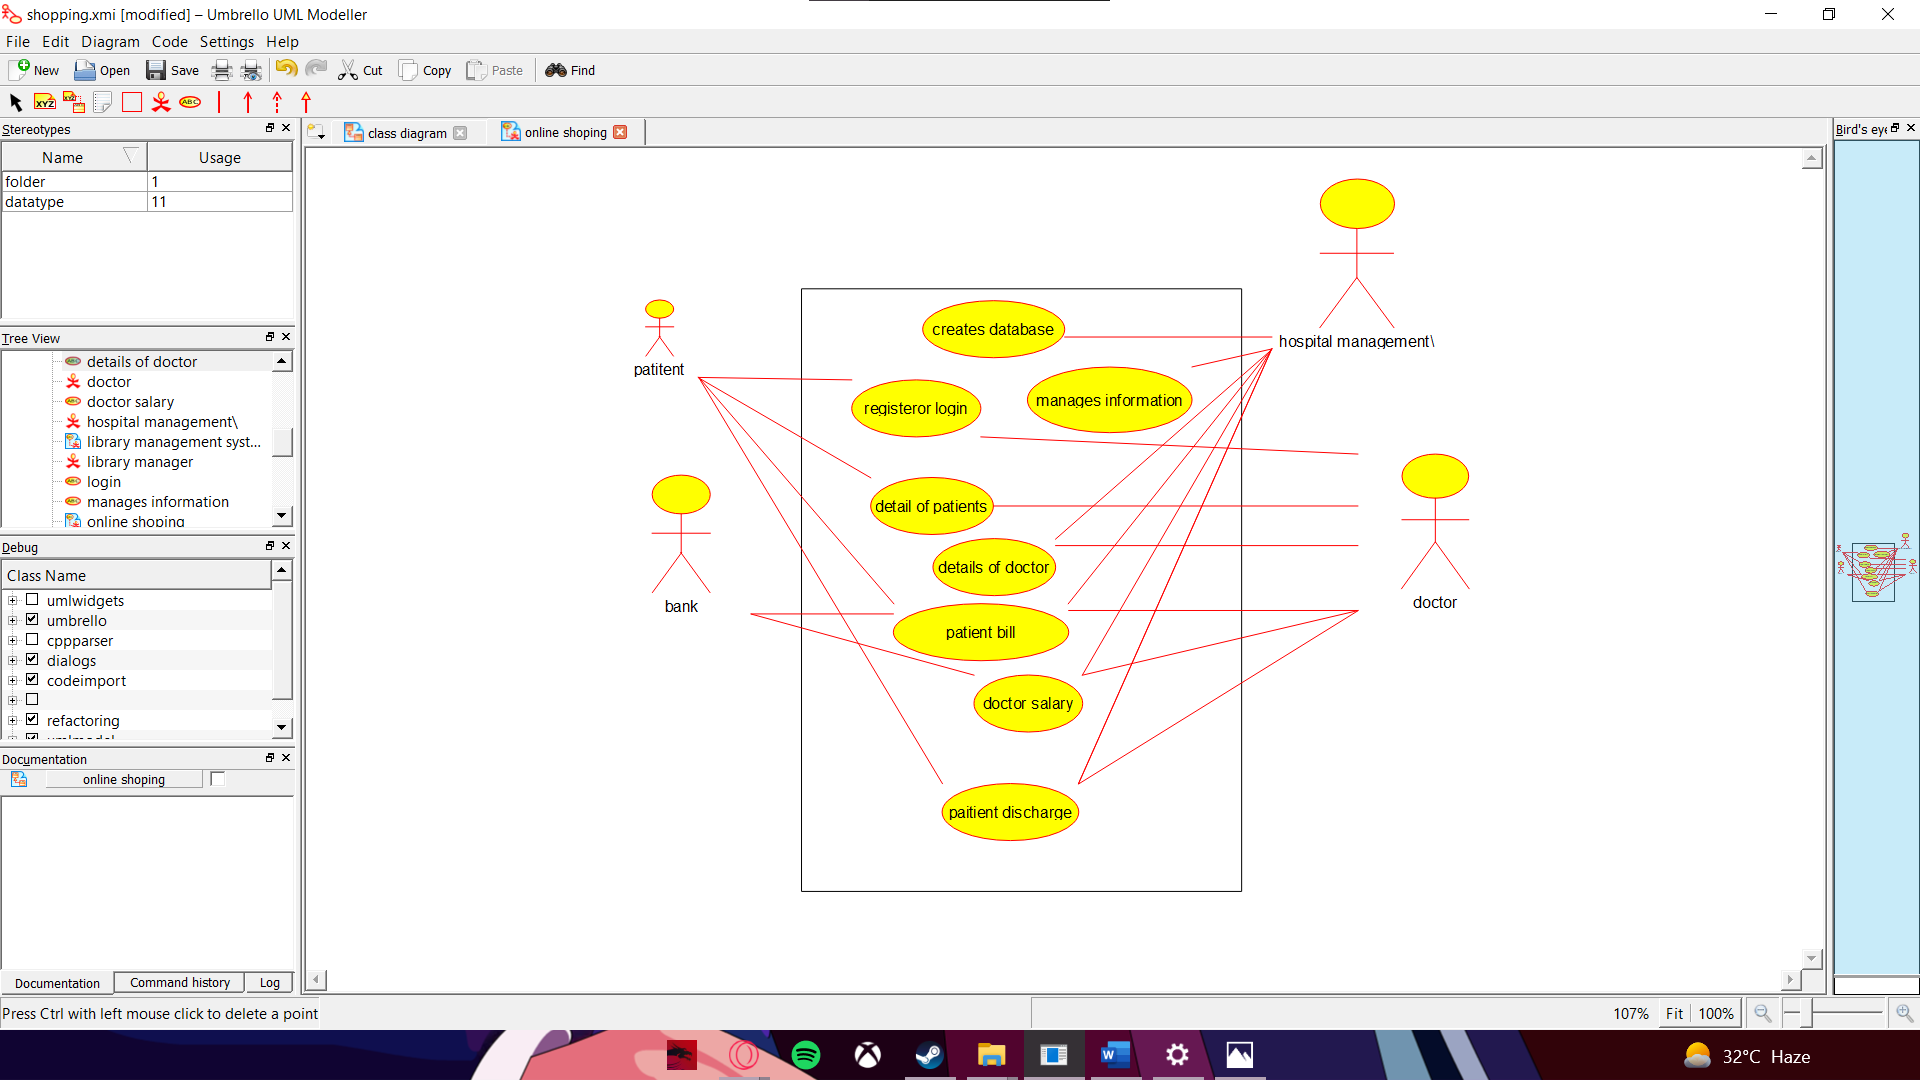 shopping.xmi [modified] – Umbrello UML Modeller
File Edit Diagram Code Settings Help
New Open Save Cut Copy Paste Find
XYZ XYZ ABC
Stereotypes
Name Usage
folder 1
datatype 11
Tree View
details of doctor
doctor
doctor salary
hospital management\
library management syst...
library manager
login
manages information
online shoping
Debug
Class Name
umlwidgets
umbrello
cppparser
dialogs
codeimport
refactoring
umlmodel
Documentation
online shoping
Documentation Command history Log
class diagram
online shoping
Bird's eye
creates database
hospital management\
patitent
registeror login
manages information
detail of patients
details of doctor
bank
doctor
patient bill
doctor salary
paitient discharge
Press Ctrl with left mouse click to delete a point
107% Fit 100%
32°C Haze